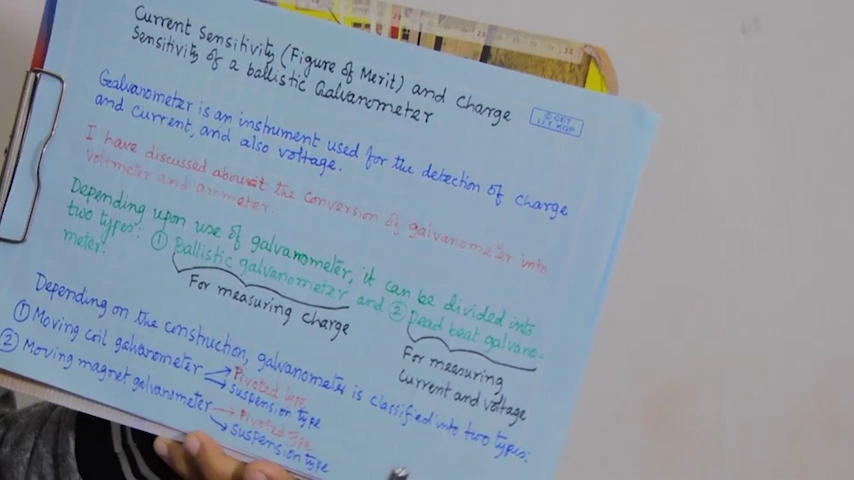 Current Sensitivity (Figure of Merit) and Charge
Sensitivity of a ballistic Galvanometer
© CET
I.I.T. KGP
Galvanometer is an instrument used for the detection of charge
and current, and also voltage.
I have discussed about the conversion of galvanometer into
voltmeter and ammeter.
Depending upon use of galvanometer, it can be divided into
two types: ① Ballistic galvanometer and ② Dead beat galvano-
meter.
For measuring charge
For measuring
current and voltage
Depending on the construction, galvanometer is classified into two types:
① Moving coil galvanometer → Pivoted type
→ Suspension type
② Moving magnet galvanometer → Pivoted type
→ Suspension type